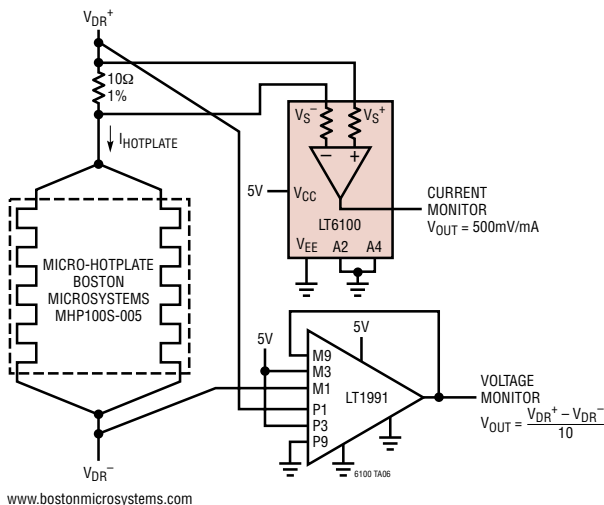 VDR+
10Ω
1%
IHOTPLATE
MICRO-HOTPLATE
BOSTON
MICROSYSTEMS
MHP100S-005
VDR–
www.bostonmicrosystems.com
VS–
VS+
–
+
5V
VCC
LT6100
VEE
A2
A4
CURRENT
MONITOR
VOUT = 500mV/mA
5V
5V
M9
M3
M1
P1
P3
P9
LT1991
6100 TA06
VOLTAGE
MONITOR
VOUT = VDR+ – VDR–
10